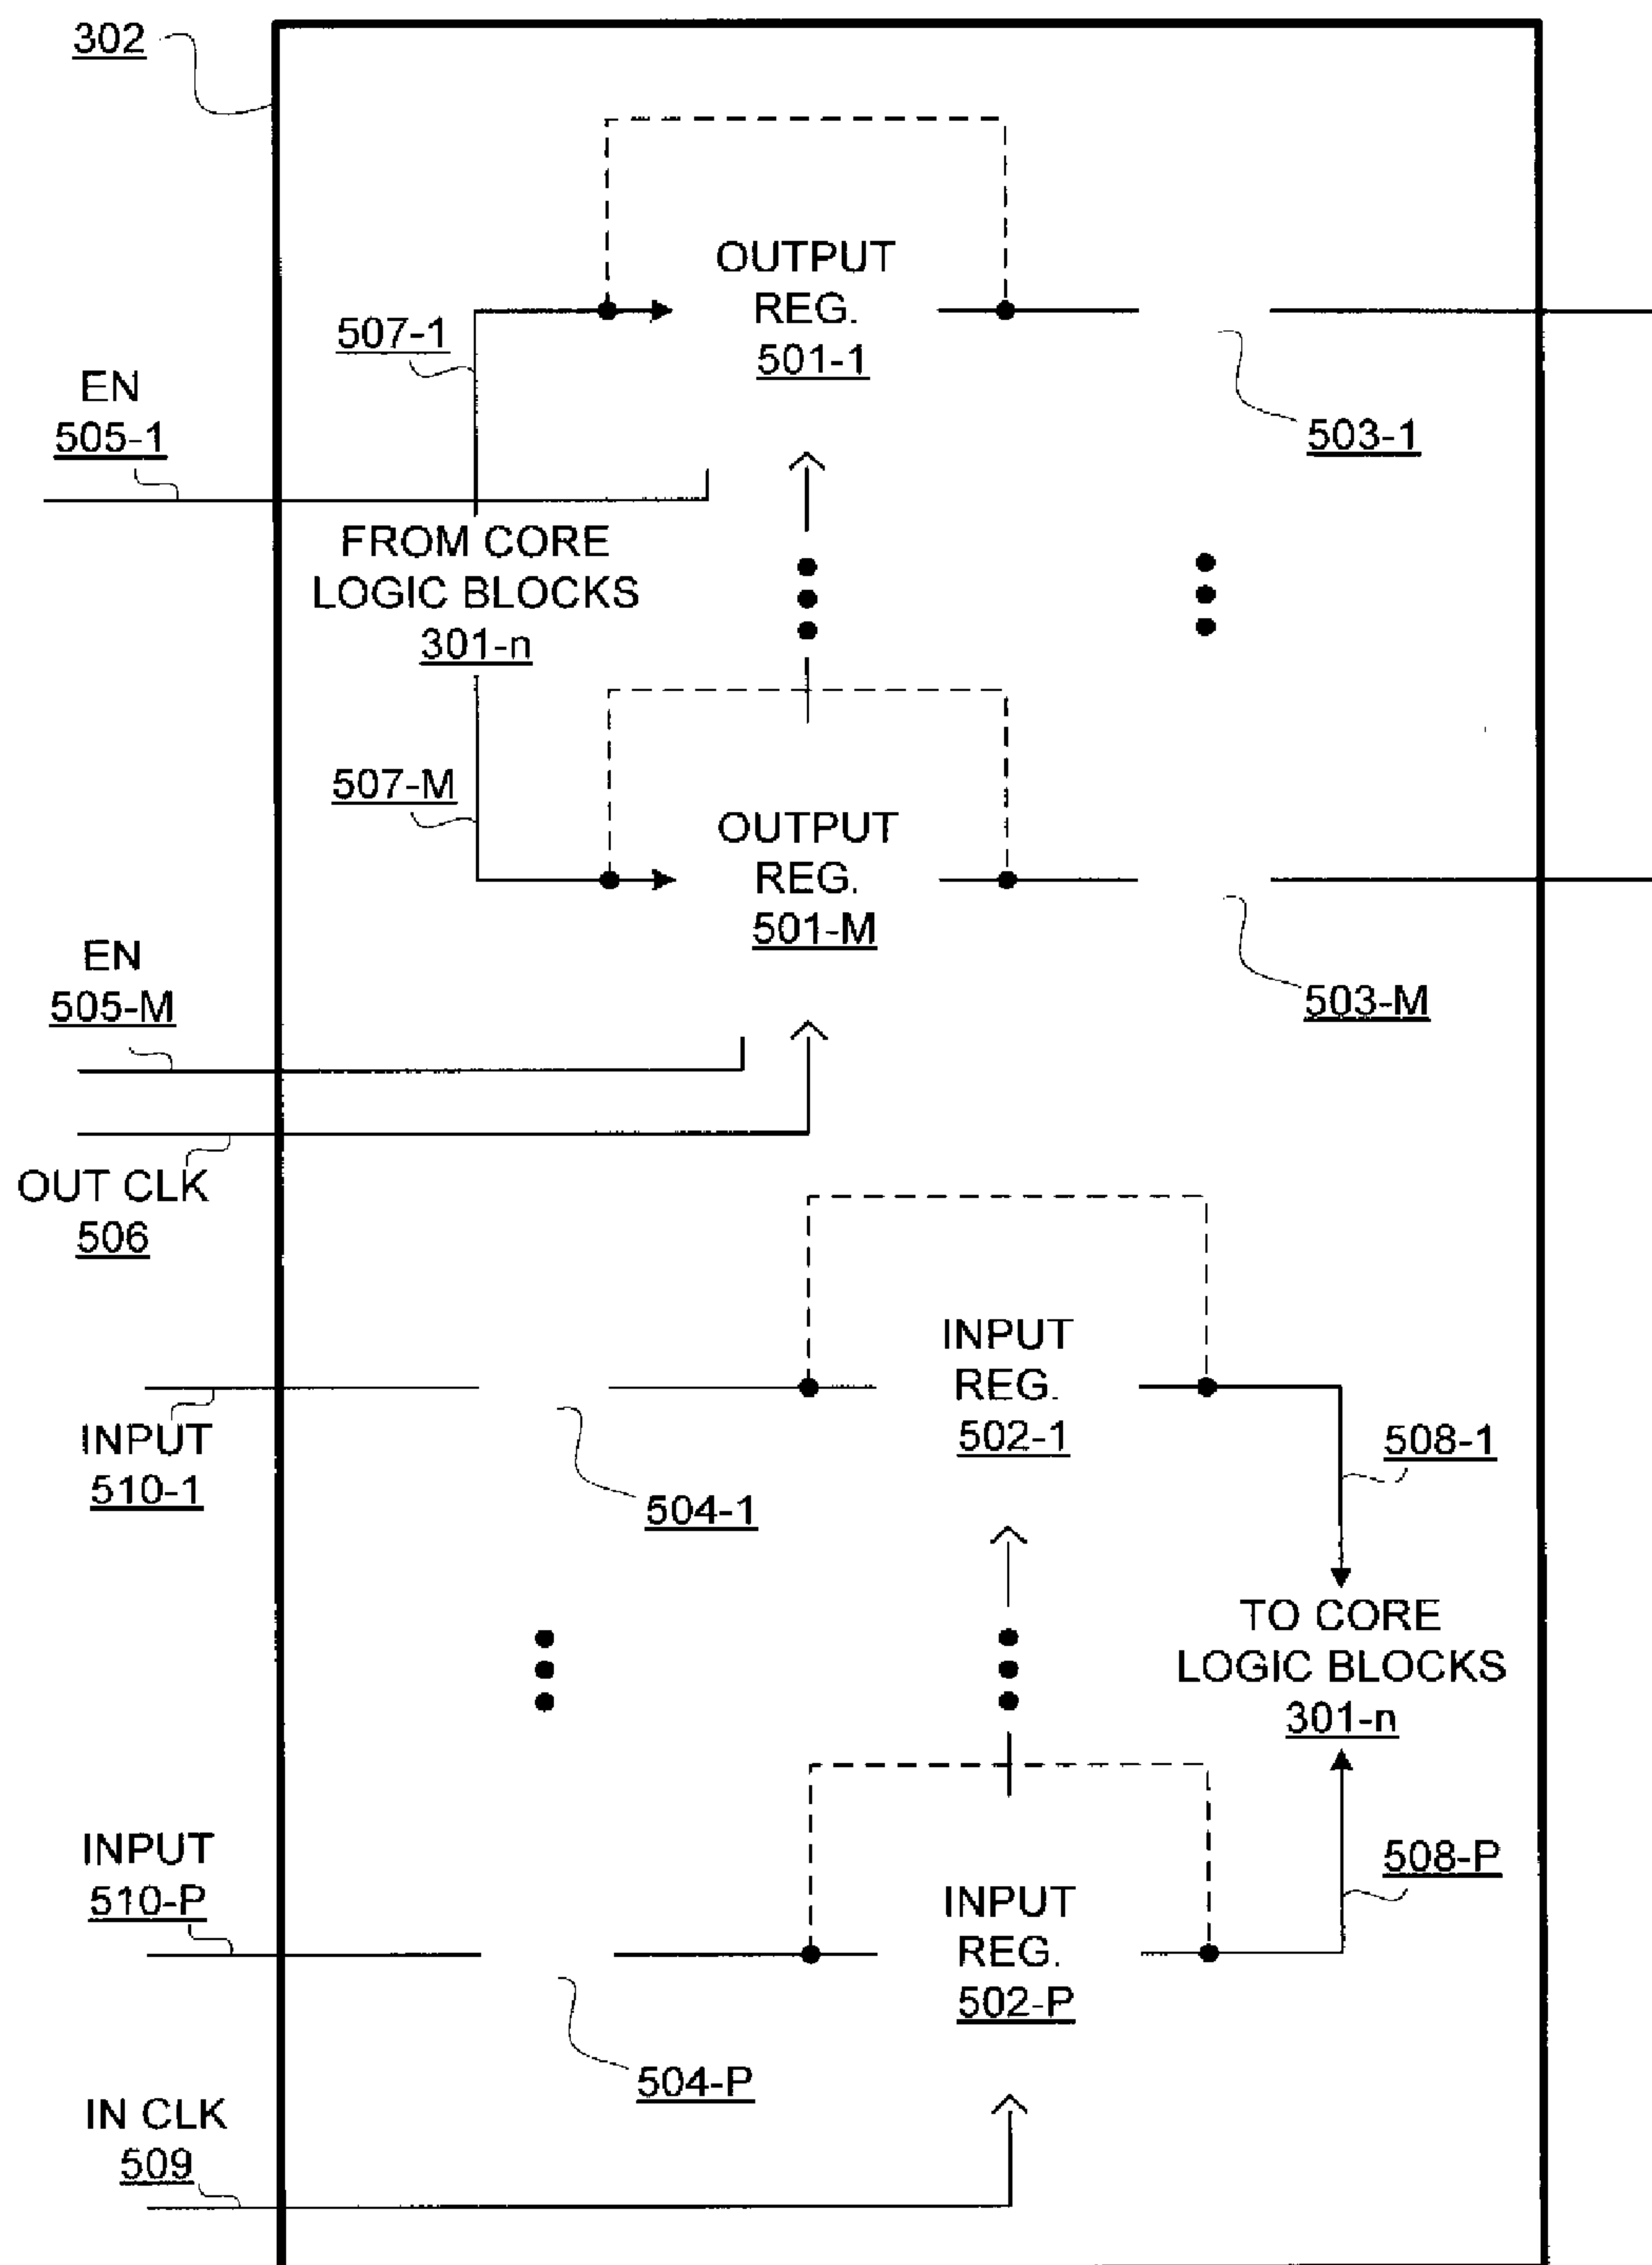 302
OUTPUT
REG.
501-1
507-1
EN
505-1
503-1
FROM CORE
LOGIC BLOCKS
301-n
507-M
OUTPUT
REG.
501-M
EN
505-M
503-M
OUT CLK
506
INPUT
REG.
502-1
INPUT
510-1
508-1
504-1
TO CORE
LOGIC BLOCKS
301-n
INPUT
510-P
508-P
INPUT
REG.
502-P
504-P
IN CLK
509